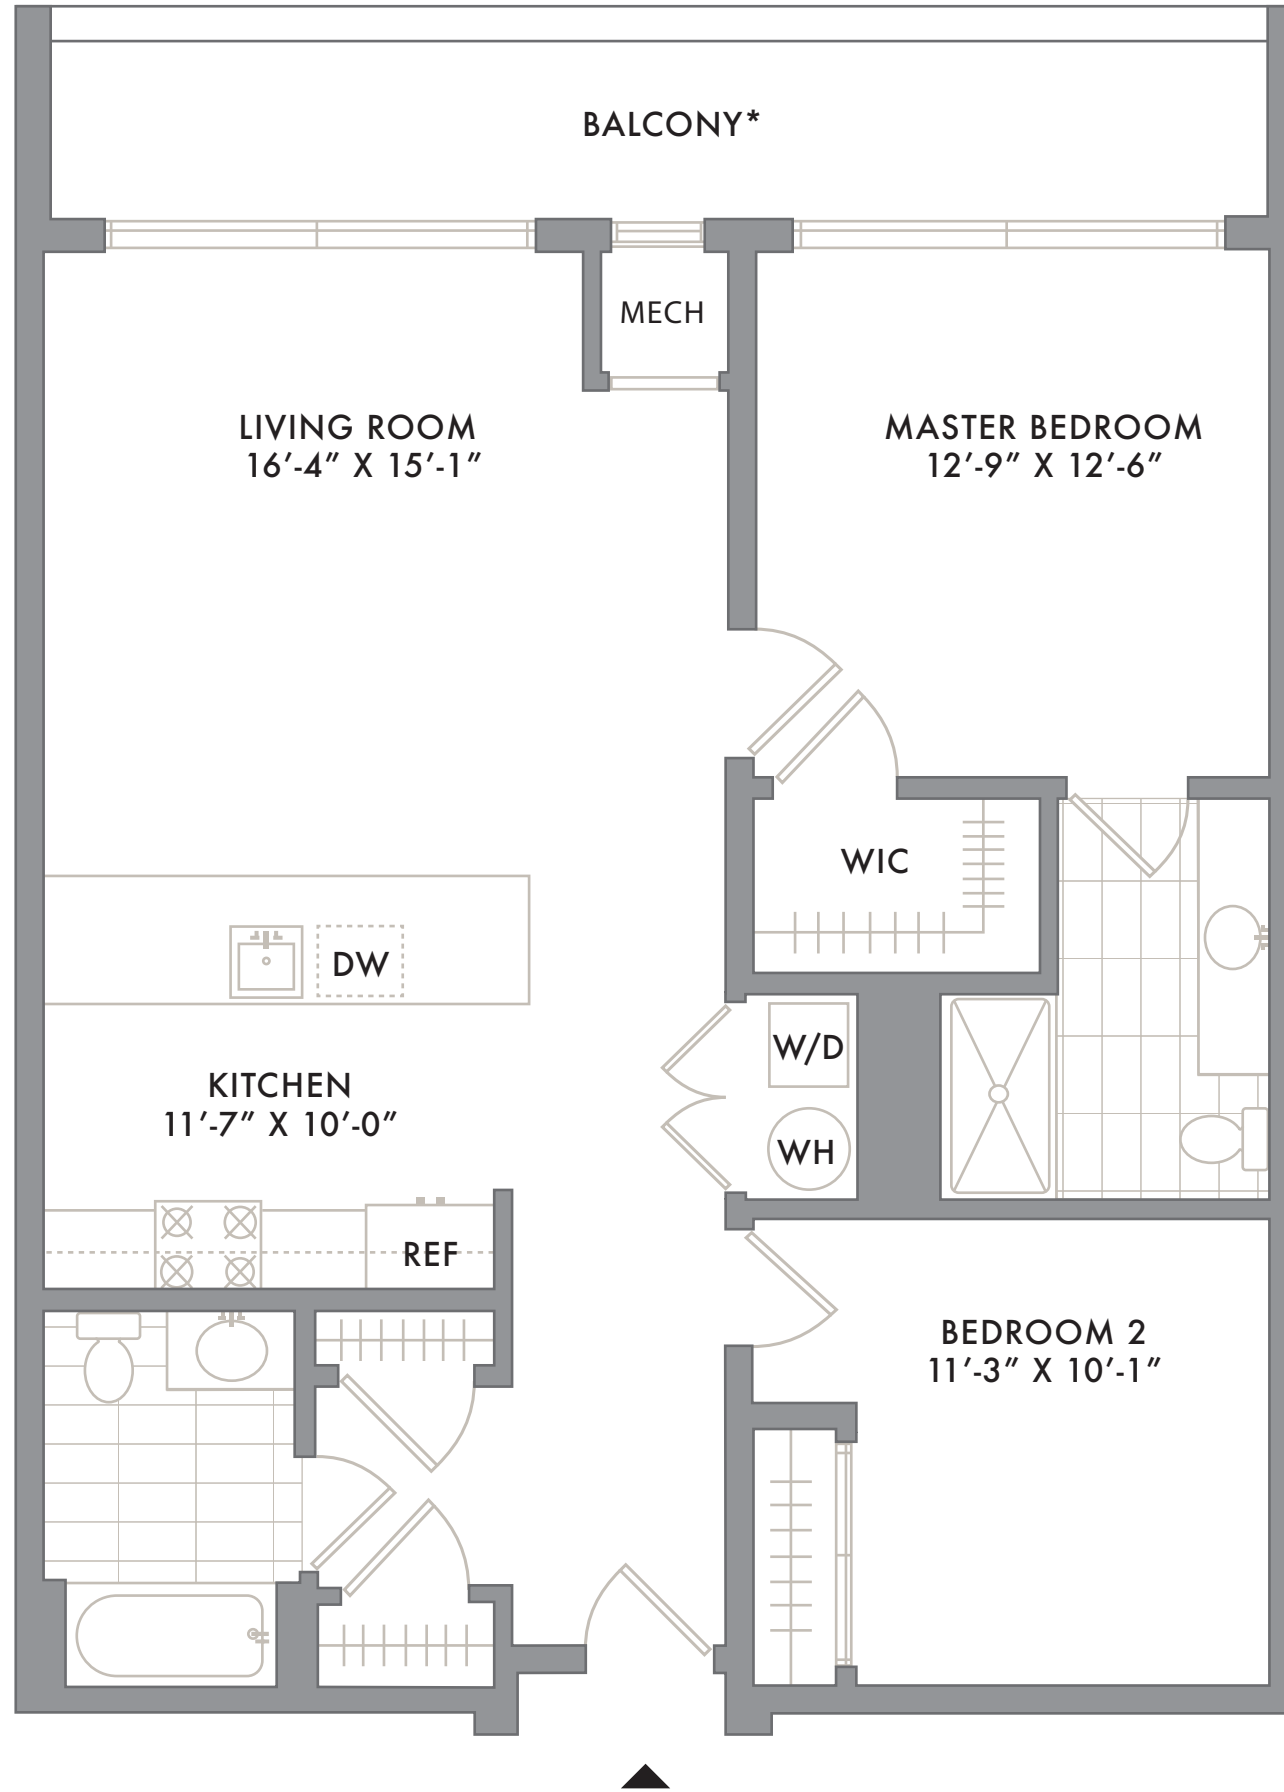 BALCONY*
MECH
LIVING ROOM
16′-4″ X 15′-1″
MASTER BEDROOM
12′-9″ X 12′-6″
WIC
DW
W/D
KITCHEN
11′-7″ X 10′-0″
WH
REF
BEDROOM 2
11′-3″ X 10′-1″